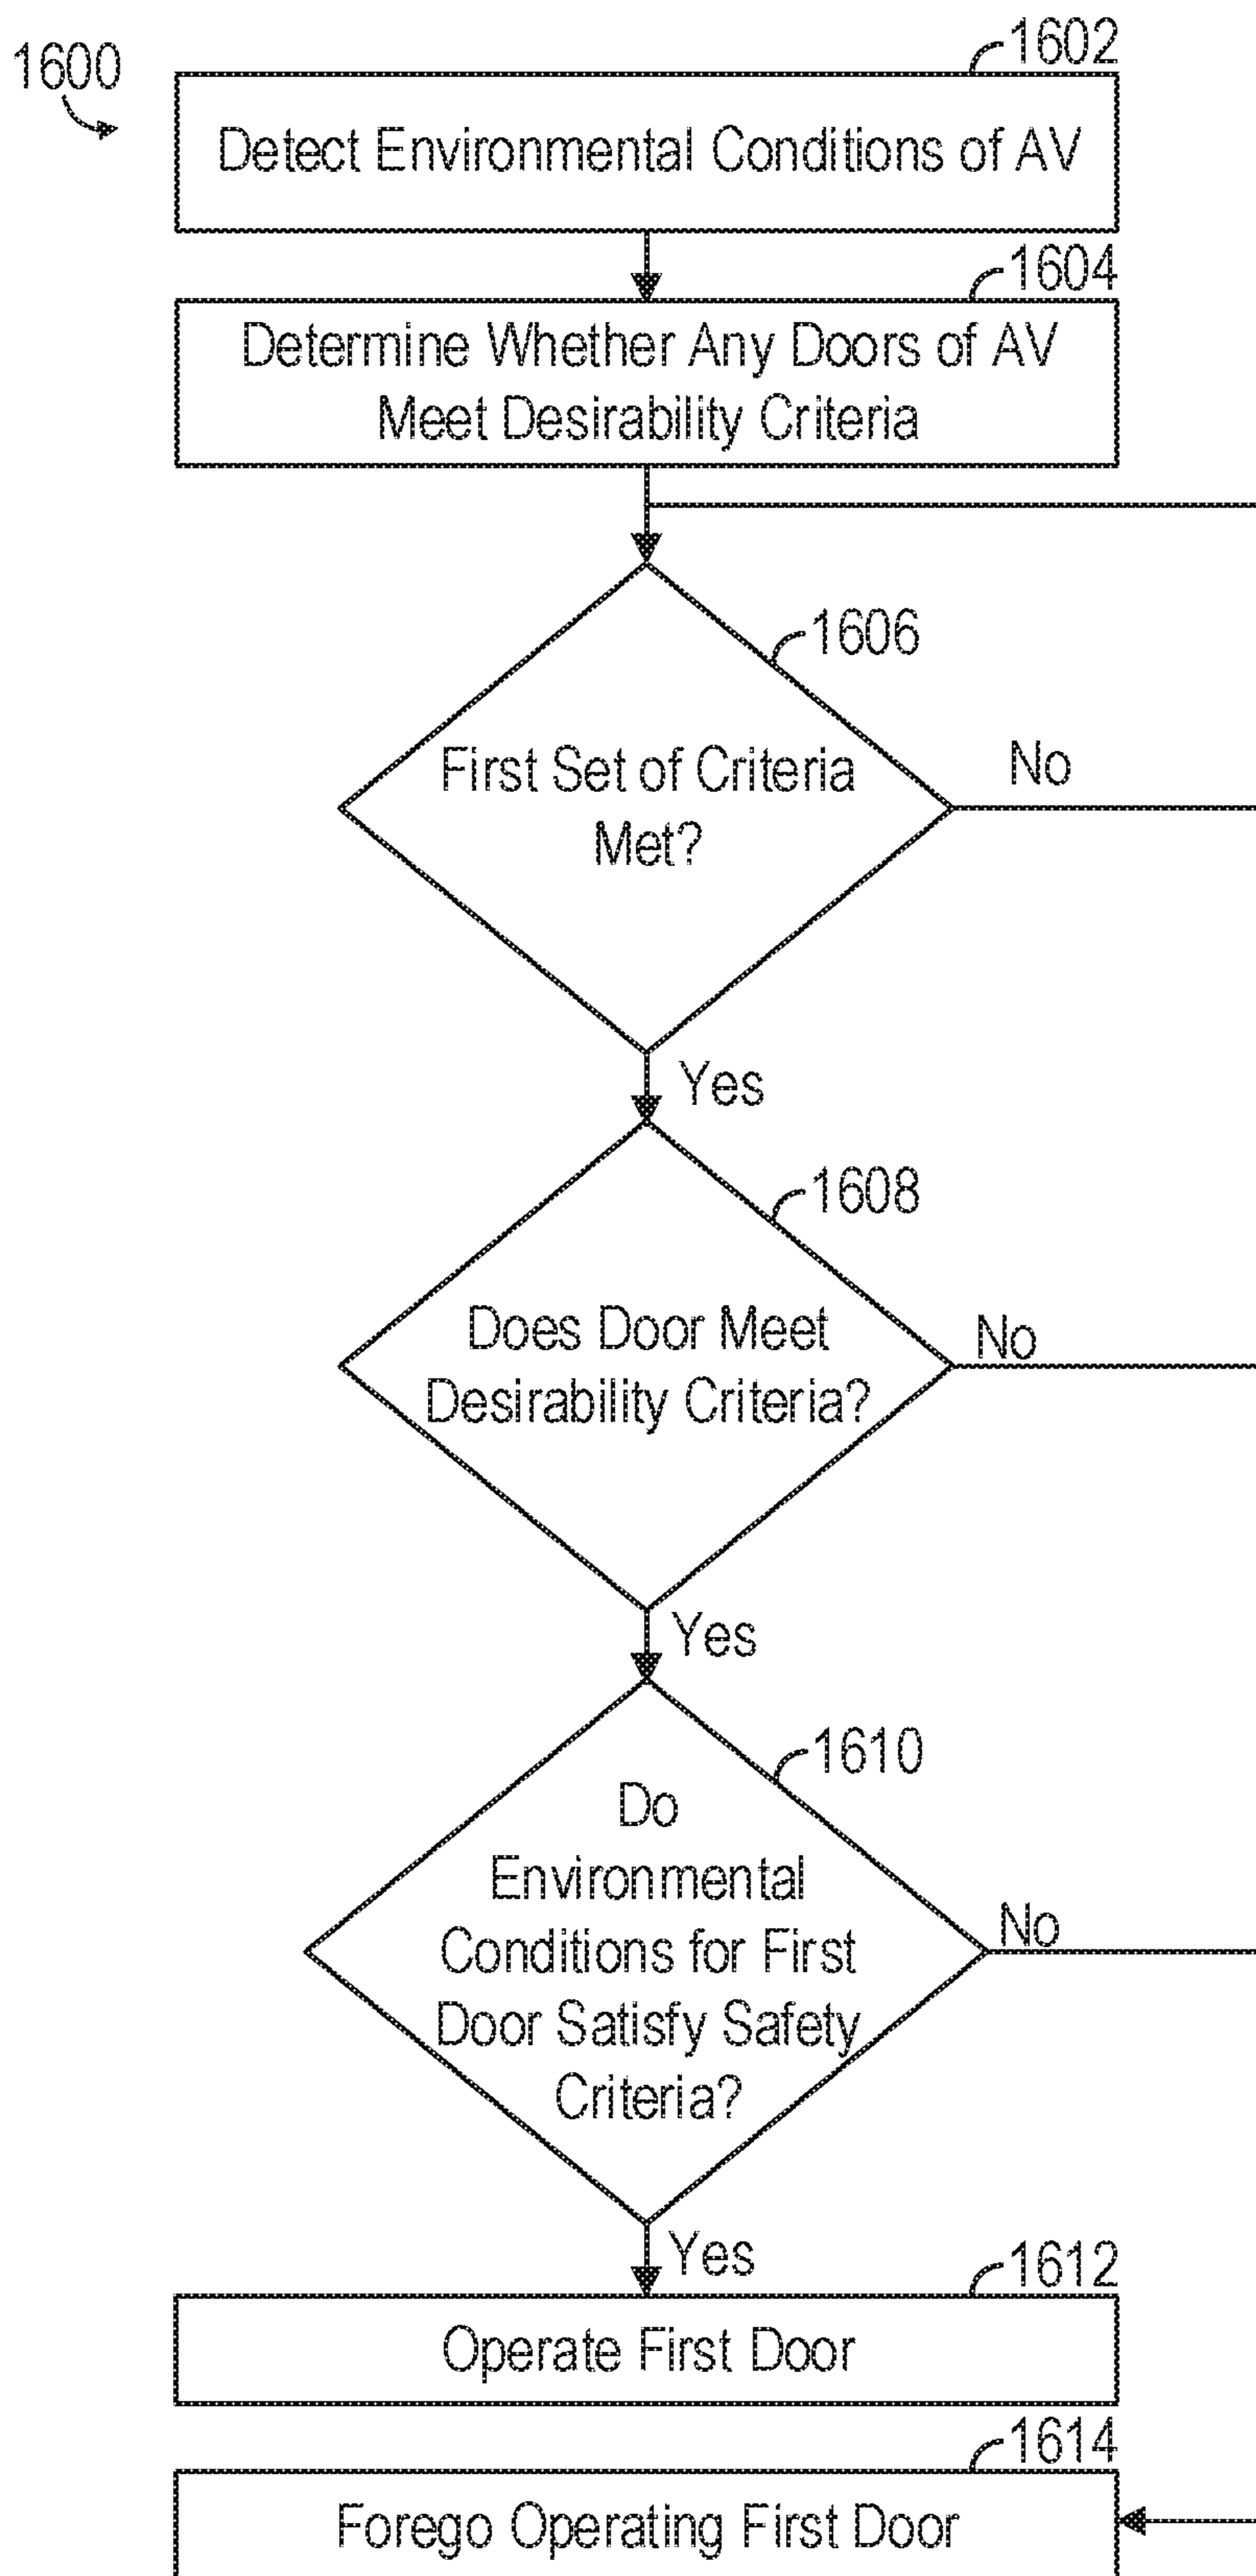 1600
1602
Detect Environmental Conditions of AV
1604
Determine Whether Any Doors of AV
Meet Desirability Criteria
1606
First Set of Criteria
Met?
No
Yes
1608
Does Door Meet
Desirability Criteria?
No
Yes
1610
Do
Environmental
Conditions for First
Door Satisfy Safety
Criteria?
No
Yes
1612
Operate First Door
1614
Forego Operating First Door